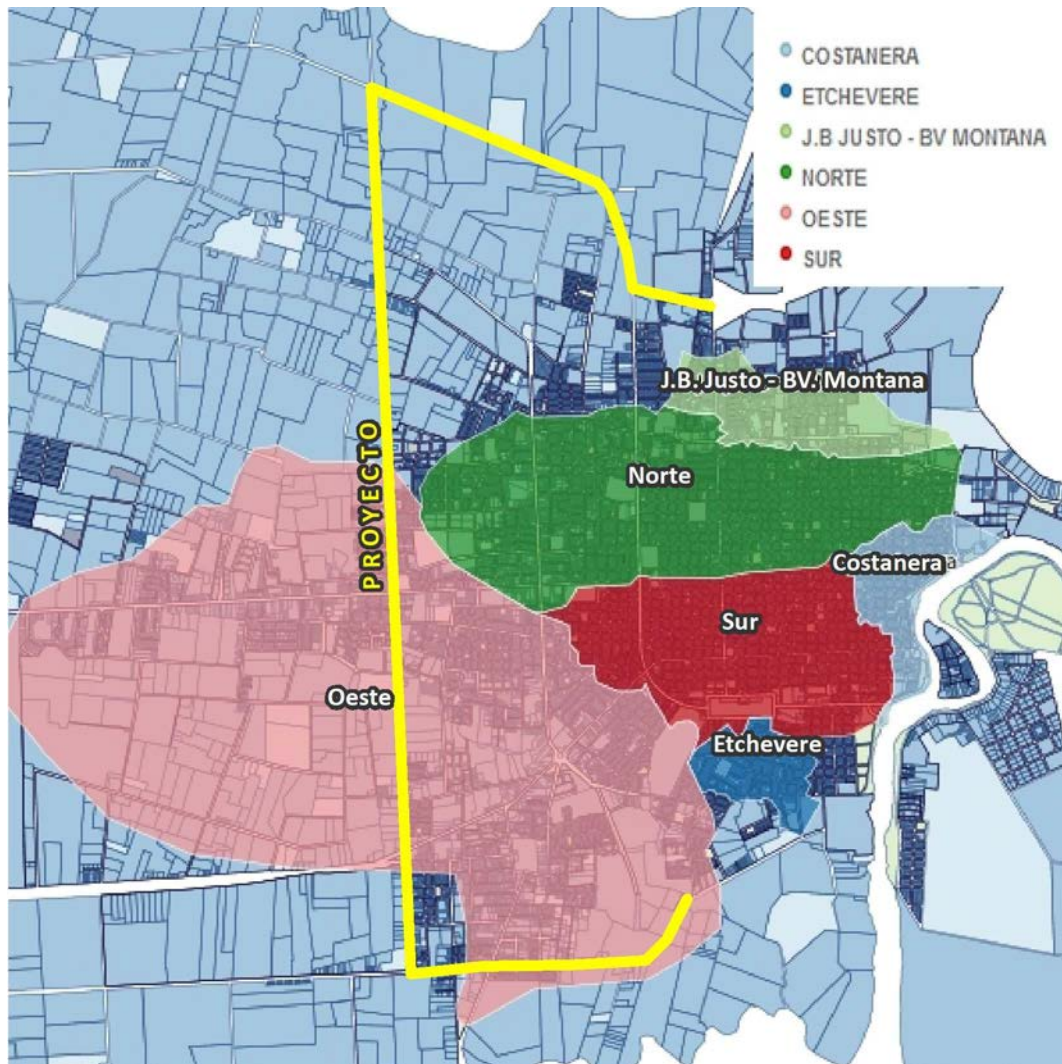 COSTANERA
ETCHEVERE
J.B JUSTO - BV MONTANA
NORTE
OESTE
SUR
J.B. Justo - BV. Montana
PROYECTO
Norte
Costanera
Sur
Oeste
Etchevere